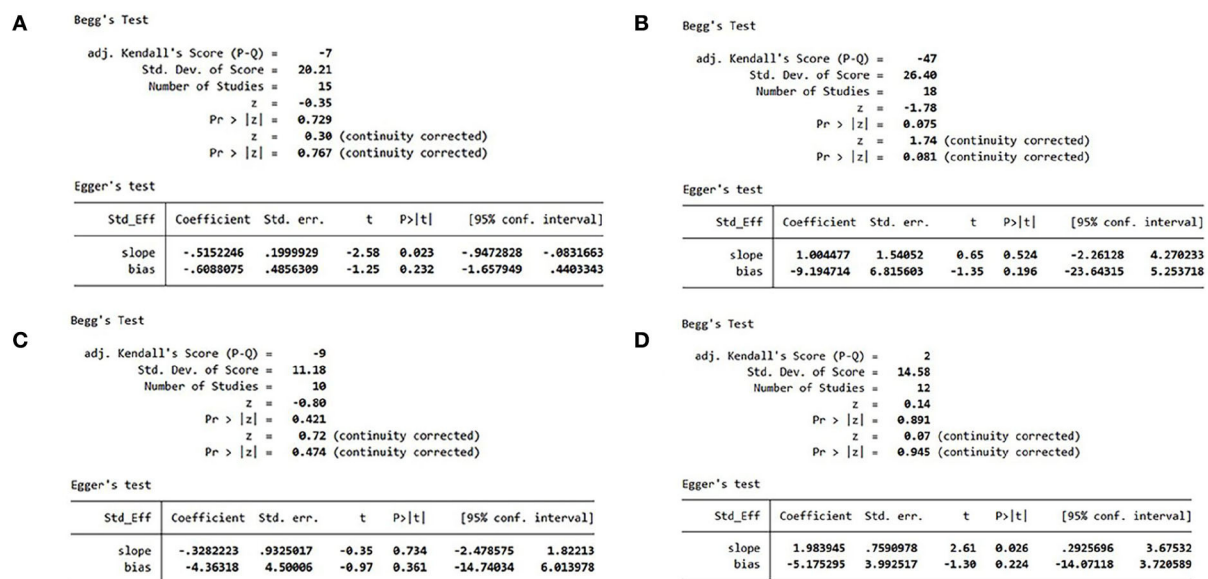 A
Begg's Test
adj. Kendall's Score (P-Q) = -7
Std. Dev. of Score = 20.21
Number of Studies = 15
z = -0.35
Pr > |z| = 0.729
z = 0.30 (continuity corrected)
Pr > |z| = 0.767 (continuity corrected)
Egger's test
Std_Eff Coefficient Std. err. t P>|t| [95% conf. interval]
slope -.5152246 .1999929 -2.58 0.023 -.9472828 -.0831663
bias -.6088075 .4856309 -1.25 0.232 -1.657949 .4403343
B
Begg's Test
adj. Kendall's Score (P-Q) = -47
Std. Dev. of Score = 26.40
Number of Studies = 18
z = -1.78
Pr > |z| = 0.075
z = 1.74 (continuity corrected)
Pr > |z| = 0.081 (continuity corrected)
Egger's test
Std_Eff Coefficient Std. err. t P>|t| [95% conf. interval]
slope 1.004477 1.54052 0.65 0.524 -2.26128 4.270233
bias -9.194714 6.815603 -1.35 0.196 -23.64315 5.253718
C
Begg's Test
adj. Kendall's Score (P-Q) = -9
Std. Dev. of Score = 11.18
Number of Studies = 10
z = -0.80
Pr > |z| = 0.421
z = 0.72 (continuity corrected)
Pr > |z| = 0.474 (continuity corrected)
Egger's test
Std_Eff Coefficient Std. err. t P>|t| [95% conf. interval]
slope -.3282223 .9325017 -0.35 0.734 -2.478575 1.82213
bias -4.36318 4.50006 -0.97 0.361 -14.74034 6.013978
D
Begg's Test
adj. Kendall's Score (P-Q) = 2
Std. Dev. of Score = 14.58
Number of Studies = 12
z = 0.14
Pr > |z| = 0.891
z = 0.07 (continuity corrected)
Pr > |z| = 0.945 (continuity corrected)
Egger's test
Std_Eff Coefficient Std. err. t P>|t| [95% conf. interval]
slope 1.983945 .7590978 2.61 0.026 .2925696 3.67532
bias -5.175295 3.992517 -1.30 0.224 -14.07118 3.720589